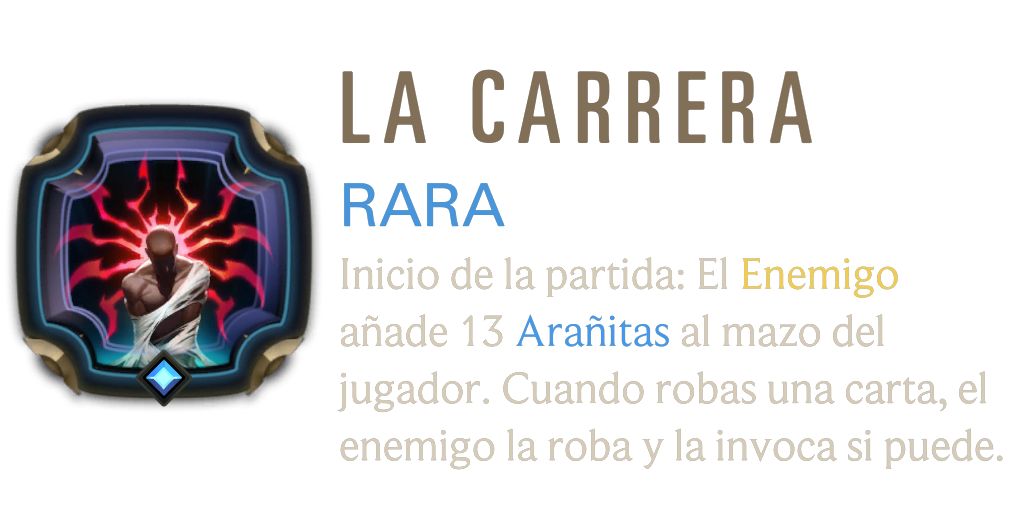 LA CARRERA
RARA
Inicio de la partida: El Enemigo
añade 13 Arañitas al mazo del
jugador. Cuando robas una carta, el
enemigo la roba y la invoca si puede.